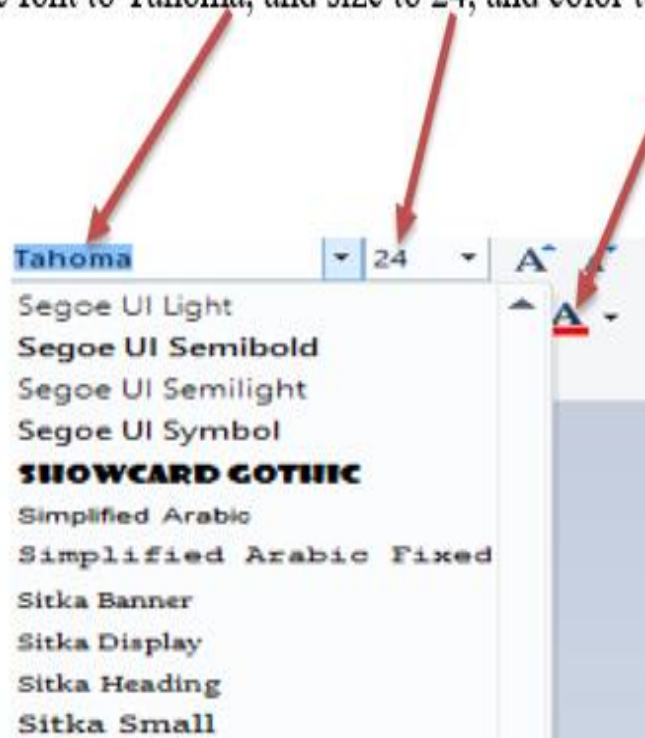 font to Tahoma, and size to 24, and color
Tahoma 24 A A
A
Segoe UI Light
Segoe UI Semibold
Segoe UI Semilight
Segoe UI Symbol
SHOWCARD GOTHIC
Simplified Arabic
Simplified Arabic Fixed
Sitka Banner
Sitka Display
Sitka Heading
Sitka Small